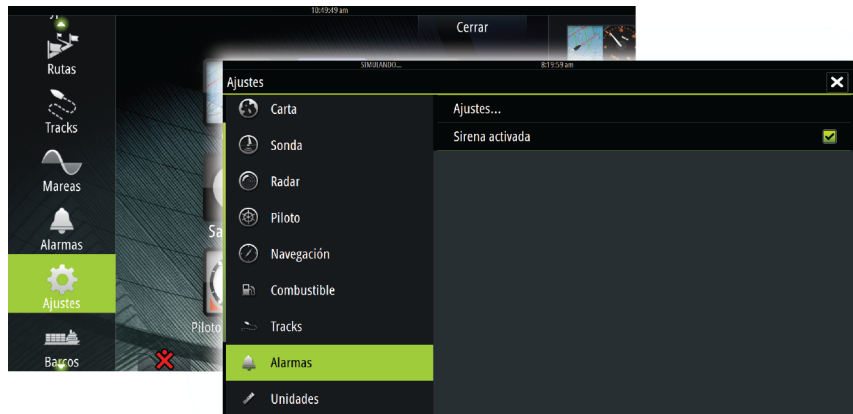 10:49:49 am
Cerrar
Rutas
Tracks
Mareas
Alarmas
Ajustes
Barcos
Sa
Piloto
SIMULANDO...
8:19:59 am
Ajustes
Carta
Sonda
Radar
Piloto
Navegación
Combustible
Tracks
Alarmas
Unidades
Ajustes...
Sirena activada